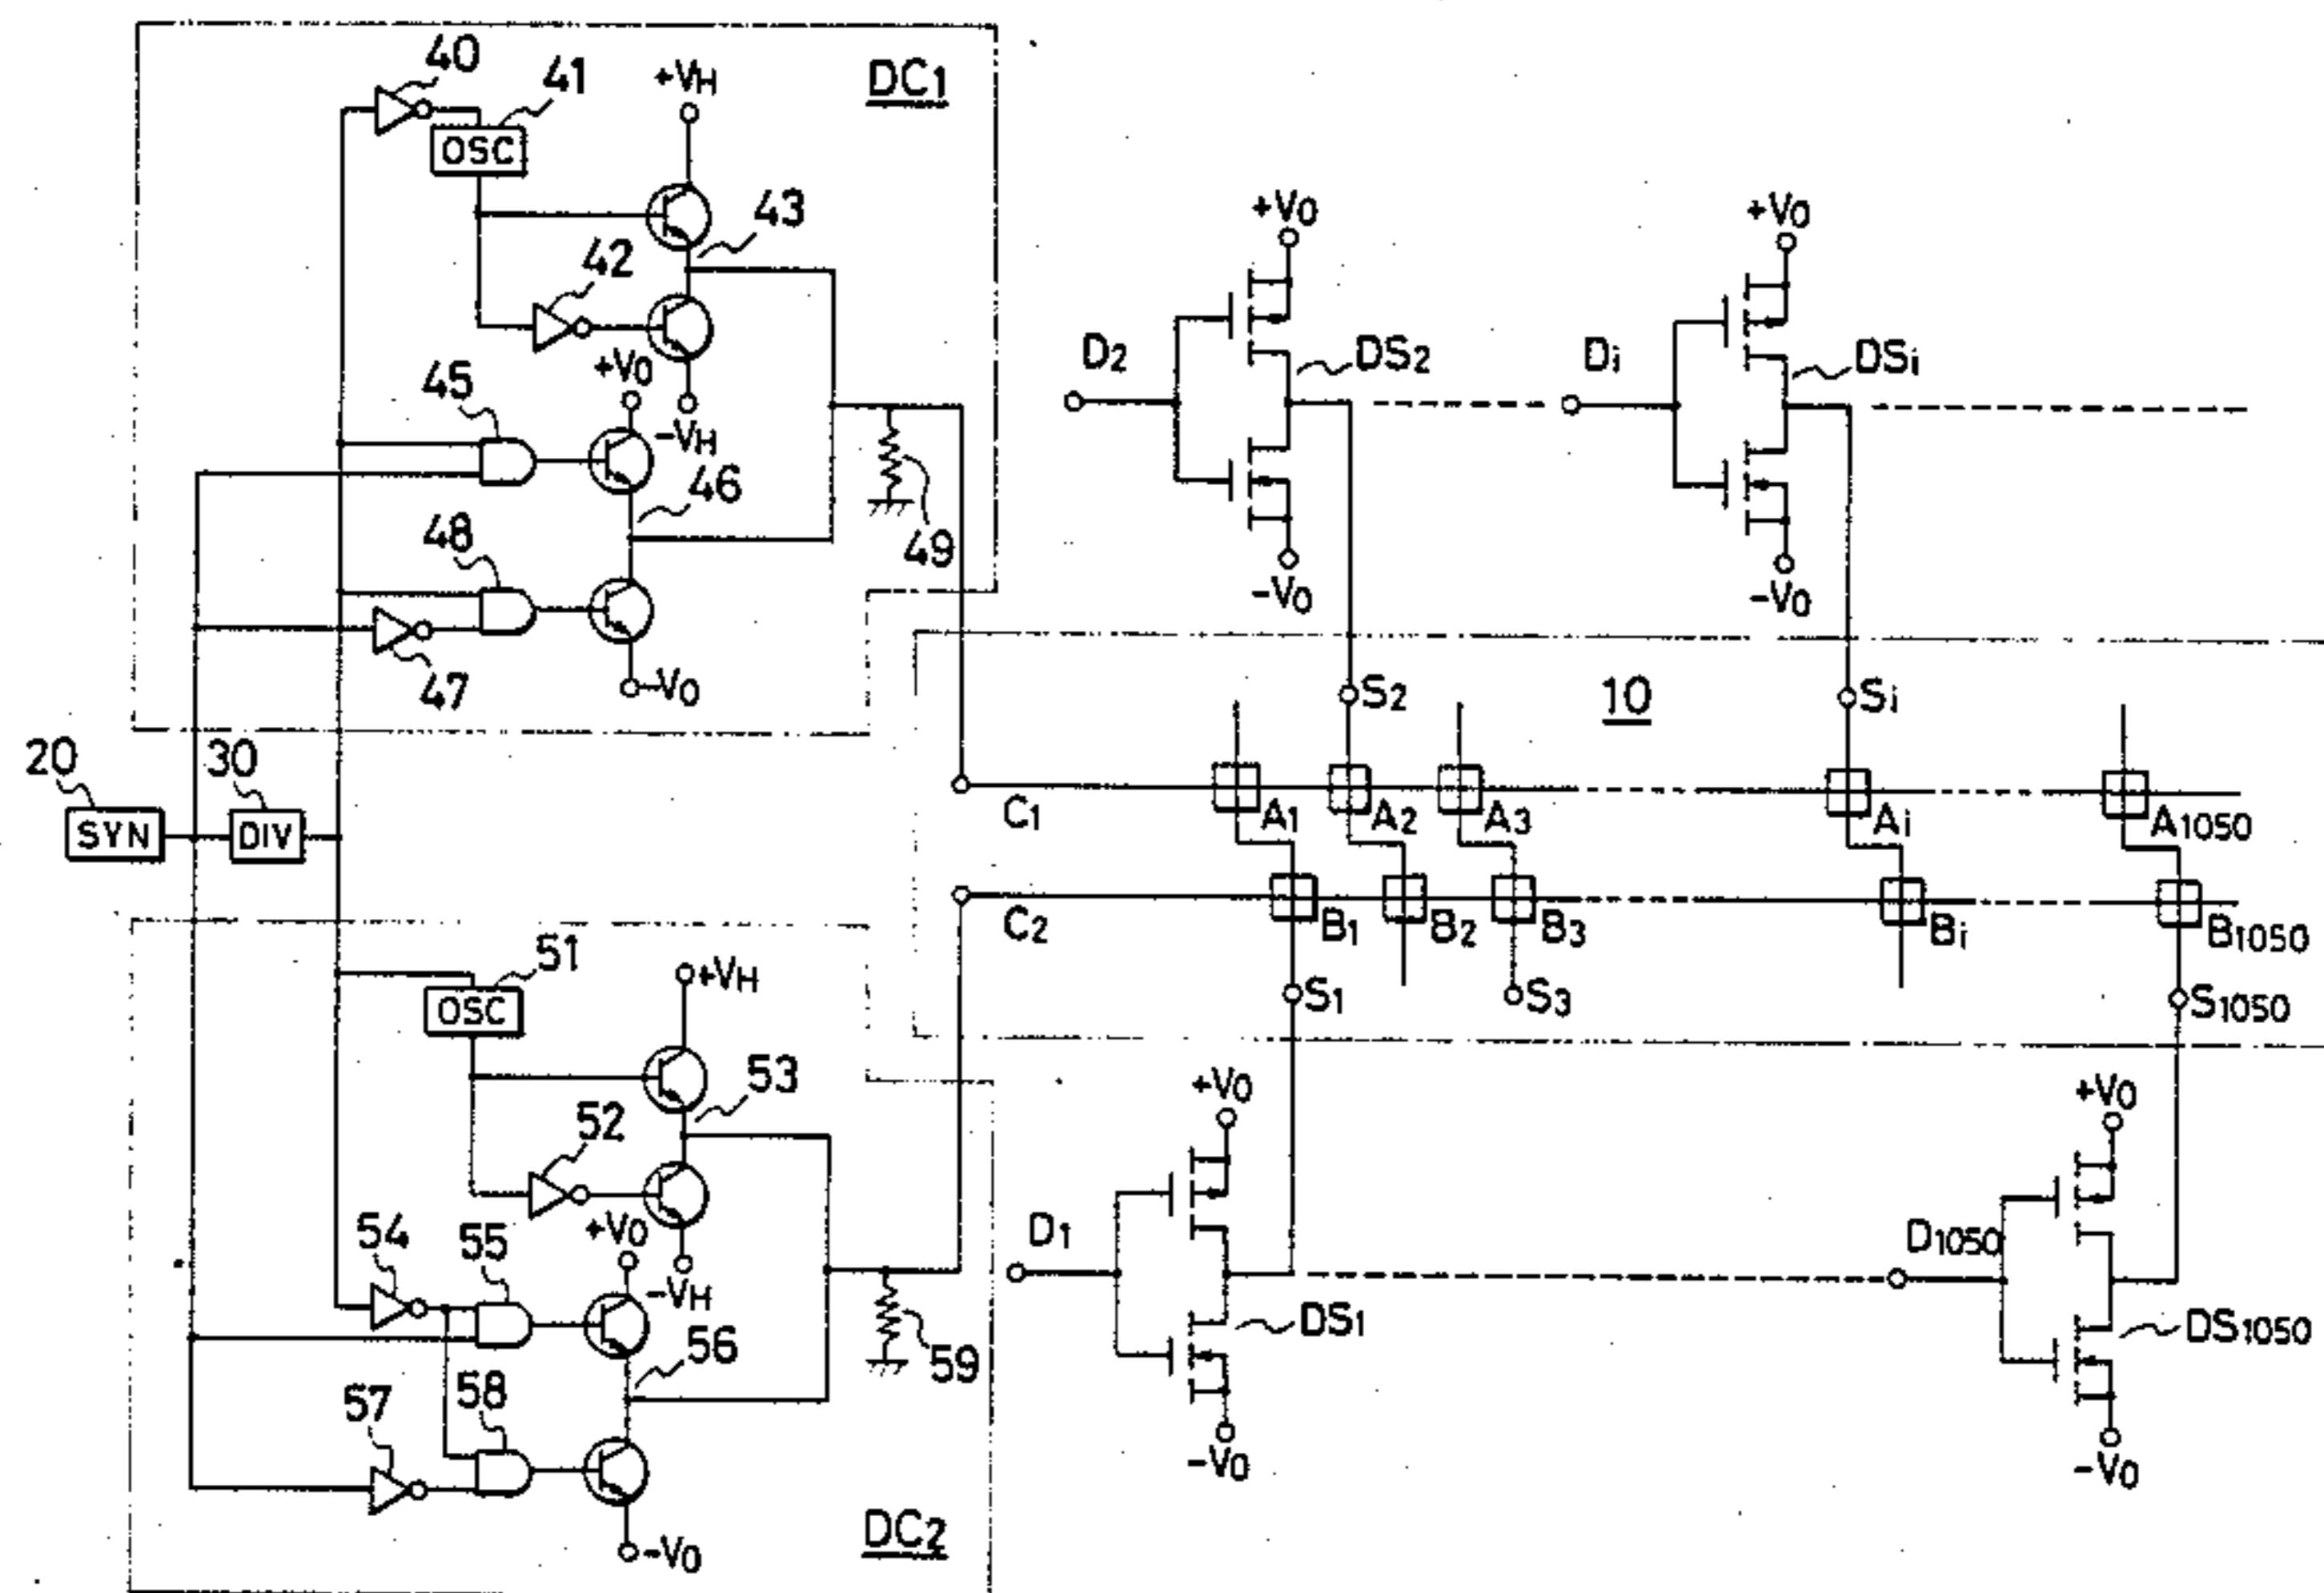 40
41
+VH
DC1
OSC
43
42
+V0
-VH
45
46
48
49
47
-V0
+V0
D2
DS2
-V0
+V0
Di
DSi
-V0
10
S2
Si
20
30
SYN
DIV
C1
A1
A2
A3
Ai
A1050
C2
B1
B2
B3
Bi
B1050
S1
S3
S1050
51
+VH
OSC
53
52
+V0
-VH
54
55
56
59
57
58
-V0
DC2
+V0
D1
DS1
-V0
+V0
D1050
DS1050
-V0